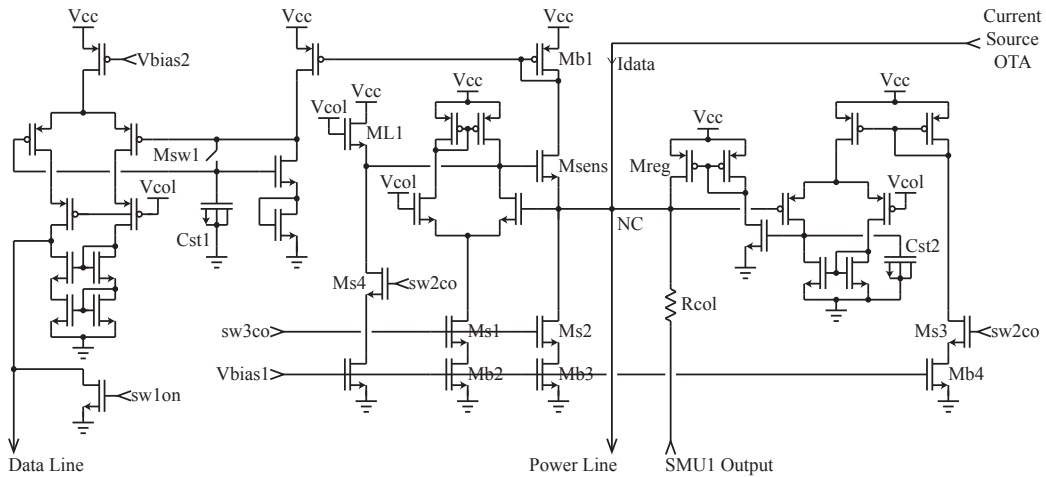 Vcc
Vcc
Vcc
Current
Source
OTA
Vbias2
Mb1
Idata
Vcc
Vcc
Vcc
Vcol
ML1
Vcc
Msw1
Msens
Mreg
Vcol
Vcol
Vcol
NC
Cst1
Cst2
Ms4
sw2co
Rcol
sw3co
Ms1
Ms2
Ms3
sw2co
Vbias1
Mb2
Mb3
Mb4
sw1on
Data Line
Power Line
SMU1 Output